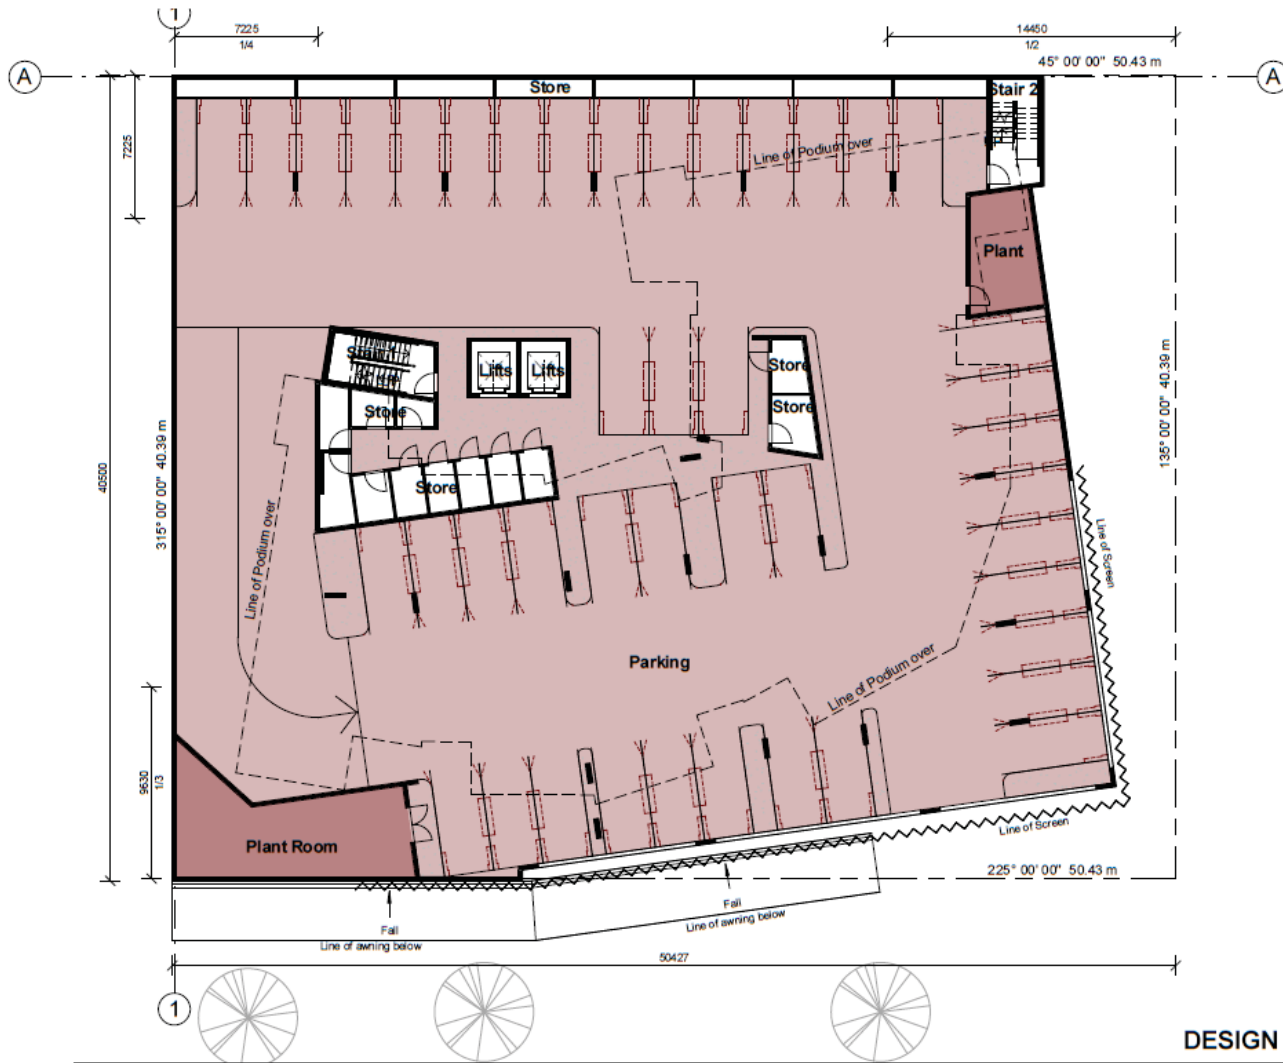 1
7225
1/4
14450
1/2
45° 00' 00" 50.43 m
A
A
Store
Stair 2
7225
Line of Podium over
Plant
Lifts
Lifts
Store
Store
Store
Store
40500
315° 00' 00" 40.39 m
135° 00' 00" 40.39 m
Line of Podium over
Line of Screen
Parking
Line of Podium over
9630
1/3
Plant Room
Line of Screen
225° 00' 00" 50.43 m
Fall
Line of awning below
Fall
Line of awning below
50427
1
DESIGN